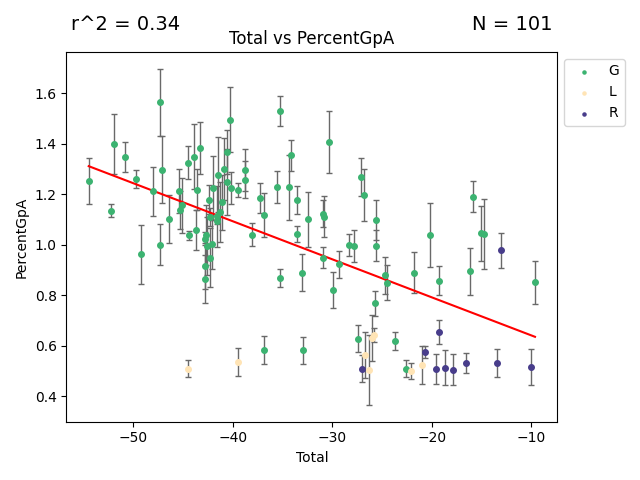 r^2 = 0.34
N = 101
Total vs PercentGpA
G
L
R
1.6
1.4
1.2
1.0
0.8
0.6
0.4
PercentGpA
−50
−40
−30
−20
−10
Total